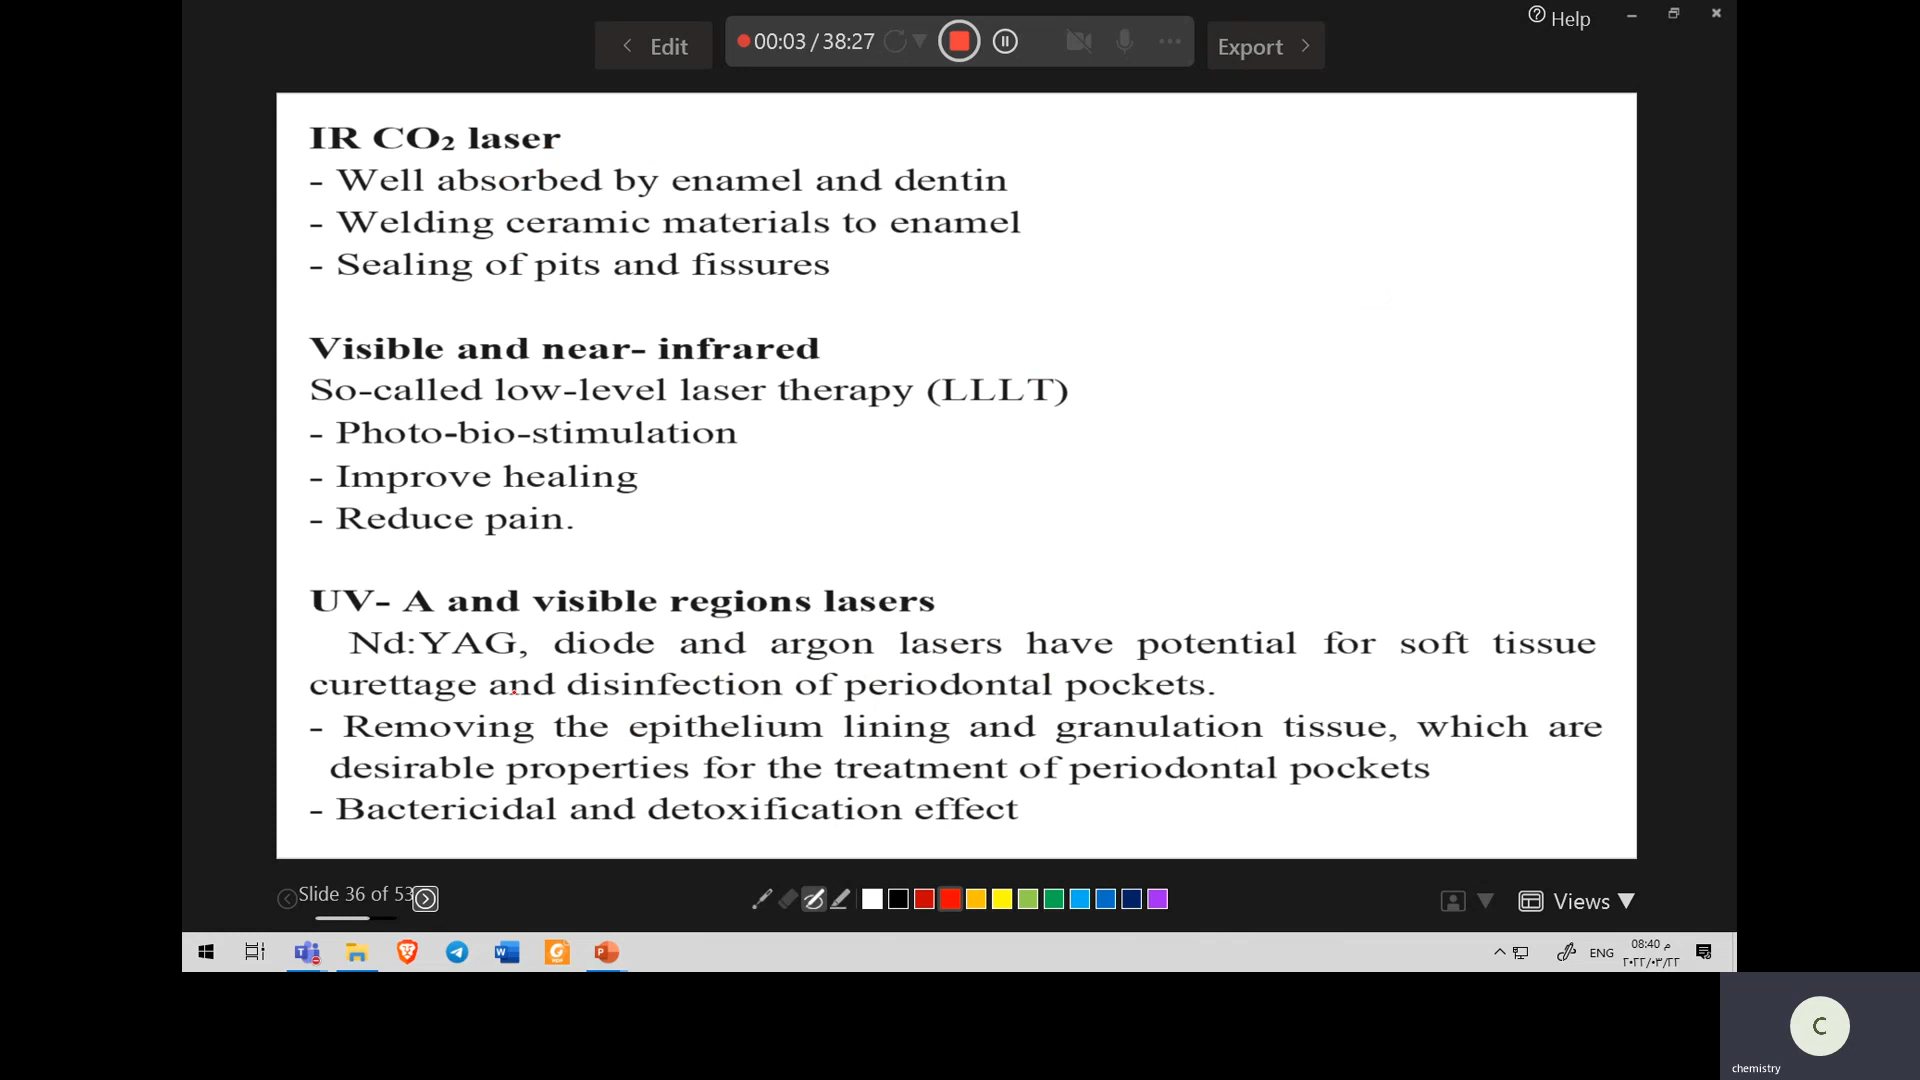 Help
Edit
00:03 / 38:27
Export
IR CO₂ laser
- Well absorbed by enamel and dentin
- Welding ceramic materials to enamel
- Sealing of pits and fissures
Visible and near- infrared
So-called low-level laser therapy (LLLT)
- Photo-bio-stimulation
- Improve healing
- Reduce pain.
UV- A and visible regions lasers
Nd:YAG, diode and argon lasers have potential for soft tissue
curettage and disinfection of periodontal pockets.
- Removing the epithelium lining and granulation tissue, which are
desirable properties for the treatment of periodontal pockets
- Bactericidal and detoxification effect
Slide 36 of 53
Views
ENG
08:40 م
٢٠٢٢/٠٣/٢٢
C
chemistry